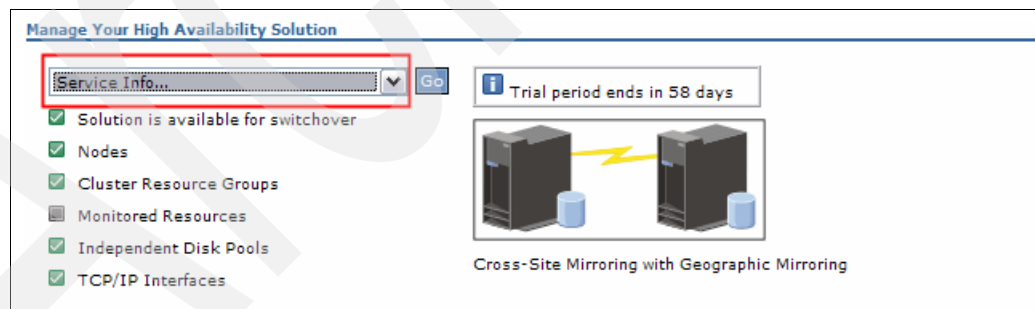 Manage Your High Availability Solution
Service Info...
Go
i Trial period ends in 58 days
Solution is available for switchover
Nodes
Cluster Resource Groups
Monitored Resources
Independent Disk Pools
TCP/IP Interfaces
Cross-Site Mirroring with Geographic Mirroring